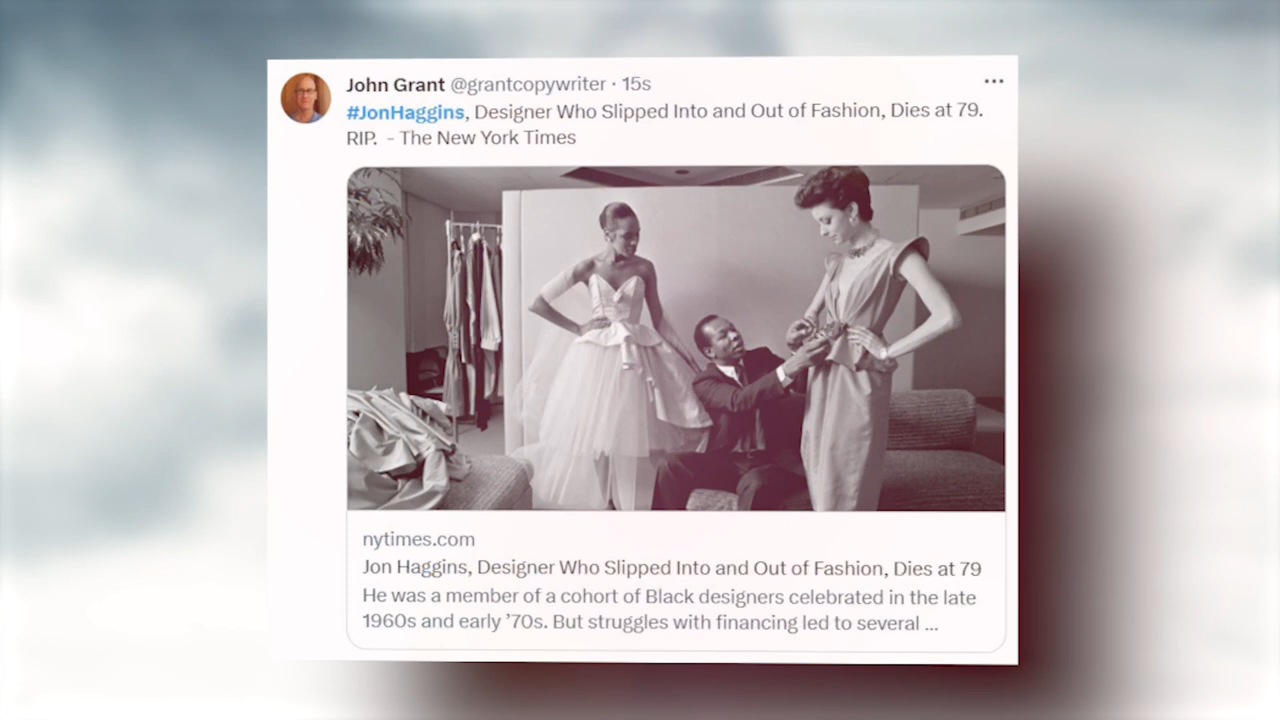 John Grant @grantcopywriter · 15s
#JonHaggins, Designer Who Slipped Into and Out of Fashion, Dies at 79.
RIP. - The New York Times
nytimes.com
Jon Haggins, Designer Who Slipped Into and Out of Fashion, Dies at 79
He was a member of a cohort of Black designers celebrated in the late
1960s and early ’70s. But struggles with financing led to several ...